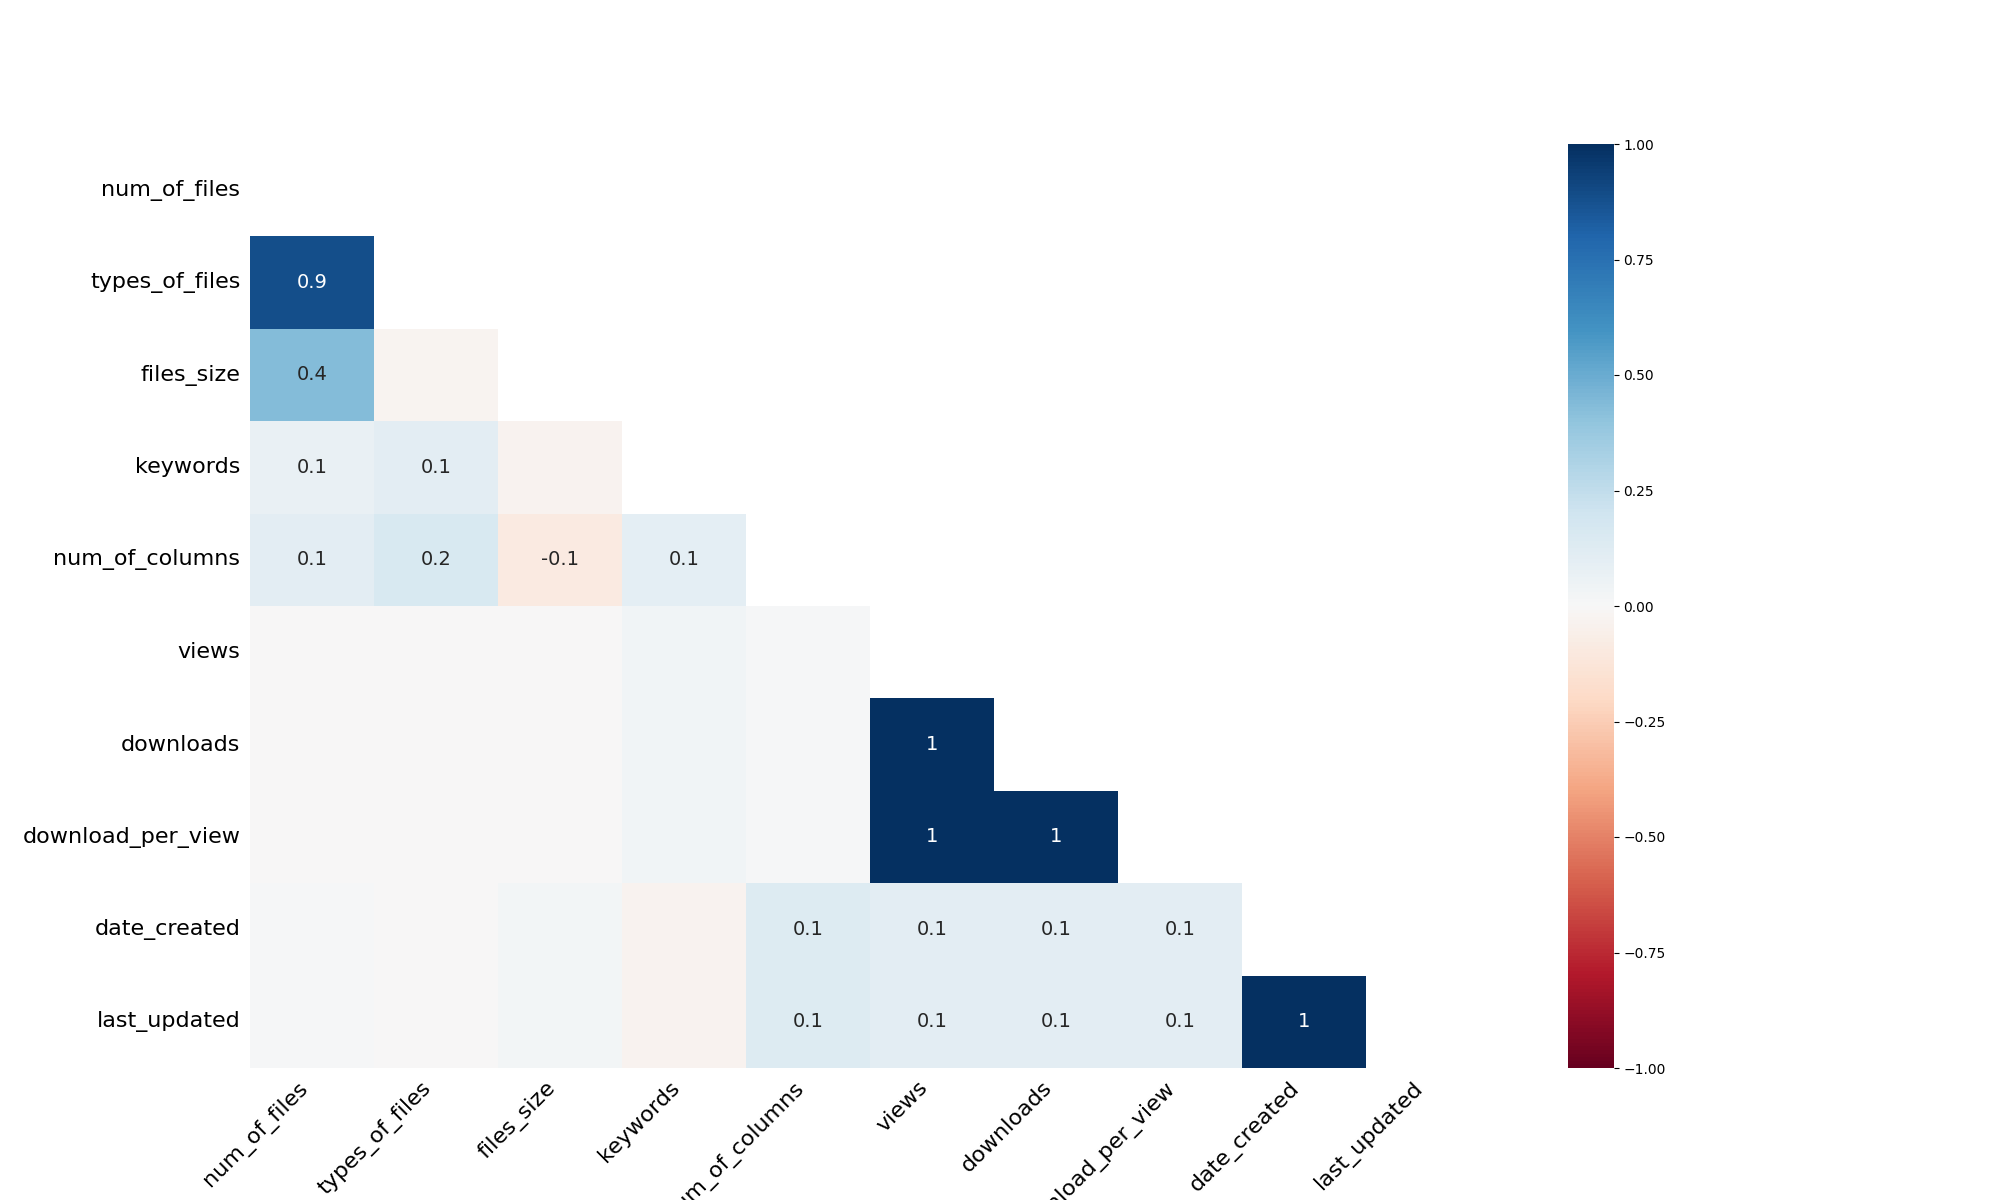 1.00
num_of_files
types_of_files 0.9
0.75
files_size 0.4
0.50
keywords 0.1 0.1
0.25
num_of_columns 0.1 0.2 -0.1 0.1
0.00
views
−0.25
downloads 1
download_per_view 1 1
−0.50
date_created 0.1 0.1 0.1 0.1
−0.75
last_updated 0.1 0.1 0.1 0.1 1
−1.00
num_of_files types_of_files files_size keywords um_of_columns views downloads nload_per_view date_created last_updated